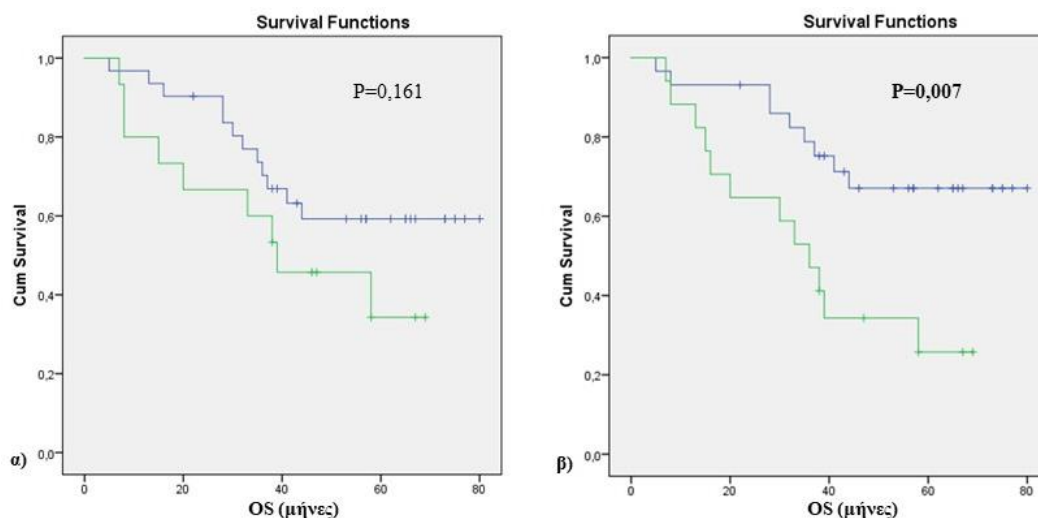 Survival Functions
P=0,161
1,0
0,8
0,6
0,4
0,2
0,0
Cum Survival
0
20
40
60
80
α)
OS (μήνες)
Survival Functions
P=0,007
1,0
0,8
0,6
0,4
0,2
0,0
Cum Survival
0
20
40
60
80
β)
OS (μήνες)